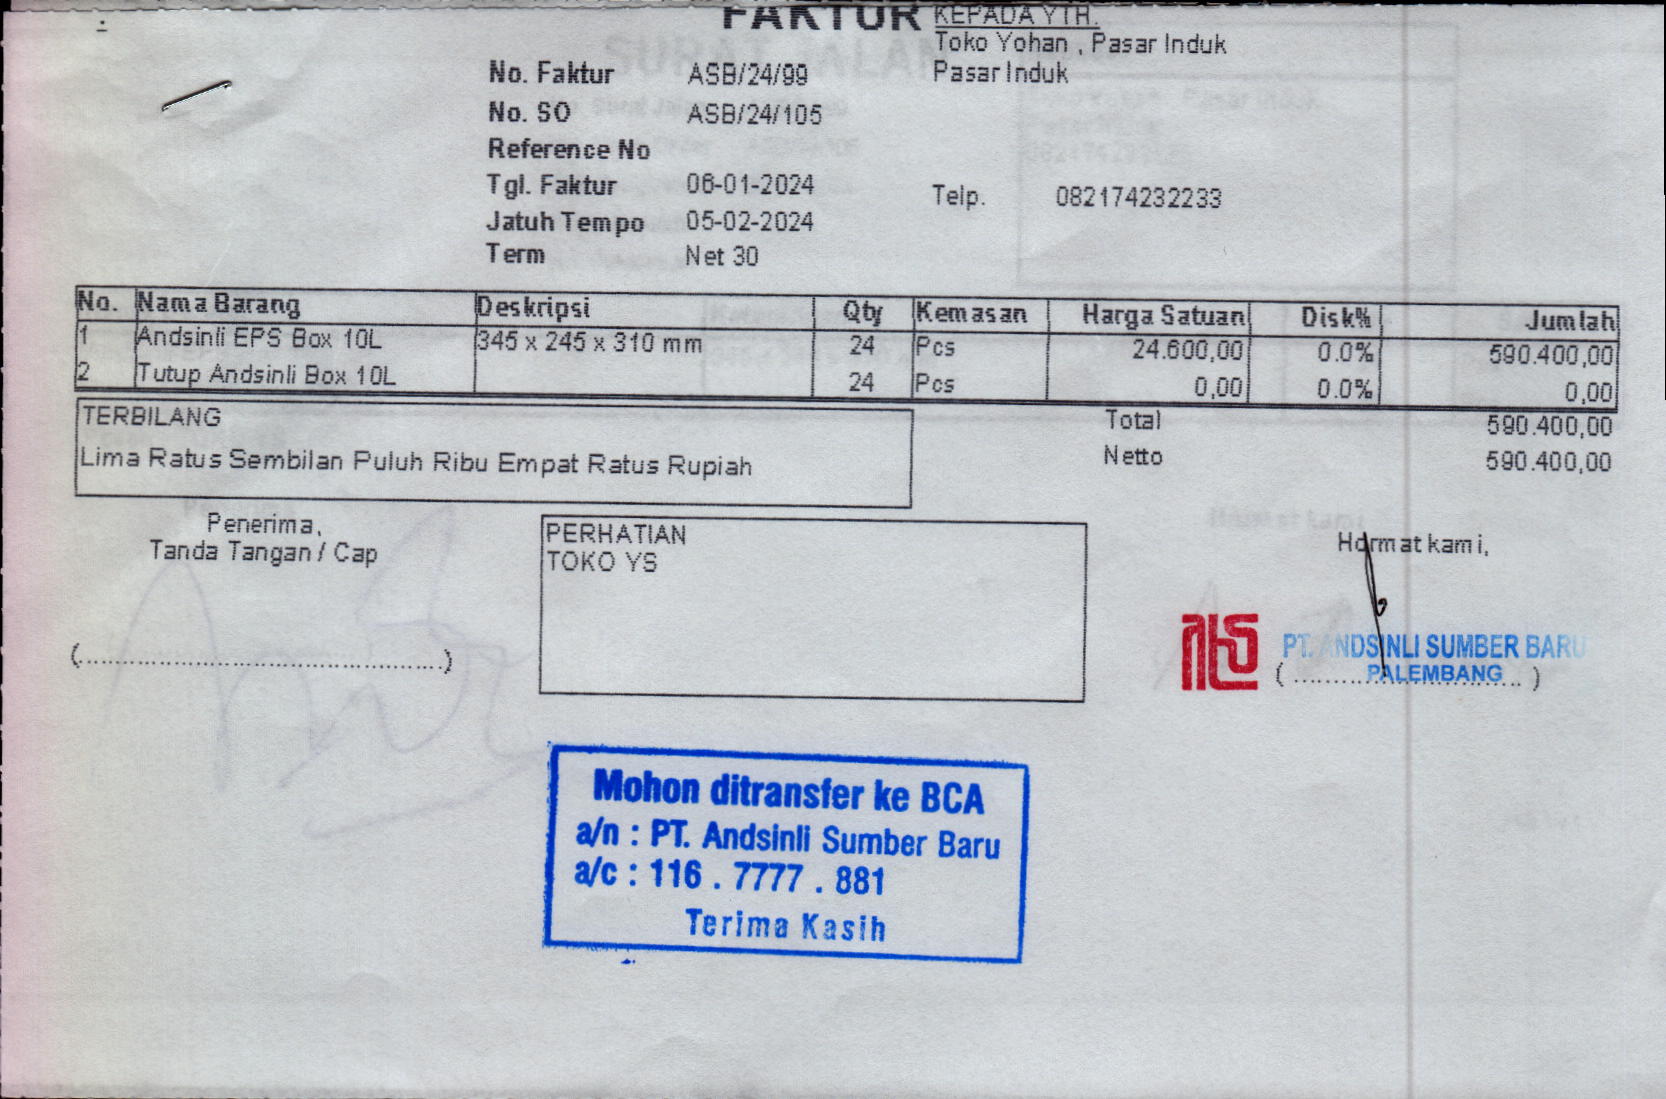 FAKTUR
KEPADA YTH.
Toko Yohan , Pasar Induk
Pasar Induk
No. Faktur ASB/24/99
No. SO ASB/24/105
Reference No
Tgl. Faktur 06-01-2024
Jatuh Tempo 05-02-2024
Term Net 30
Telp. 082174232233
No. Nama Barang Deskripsi Qty Kemasan Harga Satuan Disk% Jumlah
1 Andsinli EPS Box 10L 345 x 245 x 310 mm 24 Pcs 24.600,00 0.0% 590.400,00
2 Tutup Andsinli Box 10L 24 Pcs 0,00 0.0% 0,00
TERBILANG
Lima Ratus Sembilan Puluh Ribu Empat Ratus Rupiah
Total 590.400,00
Netto 590.400,00
Penerima,
Tanda Tangan / Cap
(..........................................)
PERHATIAN
TOKO YS
Hormat kami,
PT. ANDSINLI SUMBER BARU
PALEMBANG
Mohon ditransfer ke BCA
a/n : PT. Andsinli Sumber Baru
a/c : 116 . 7777 . 881
Terima Kasih